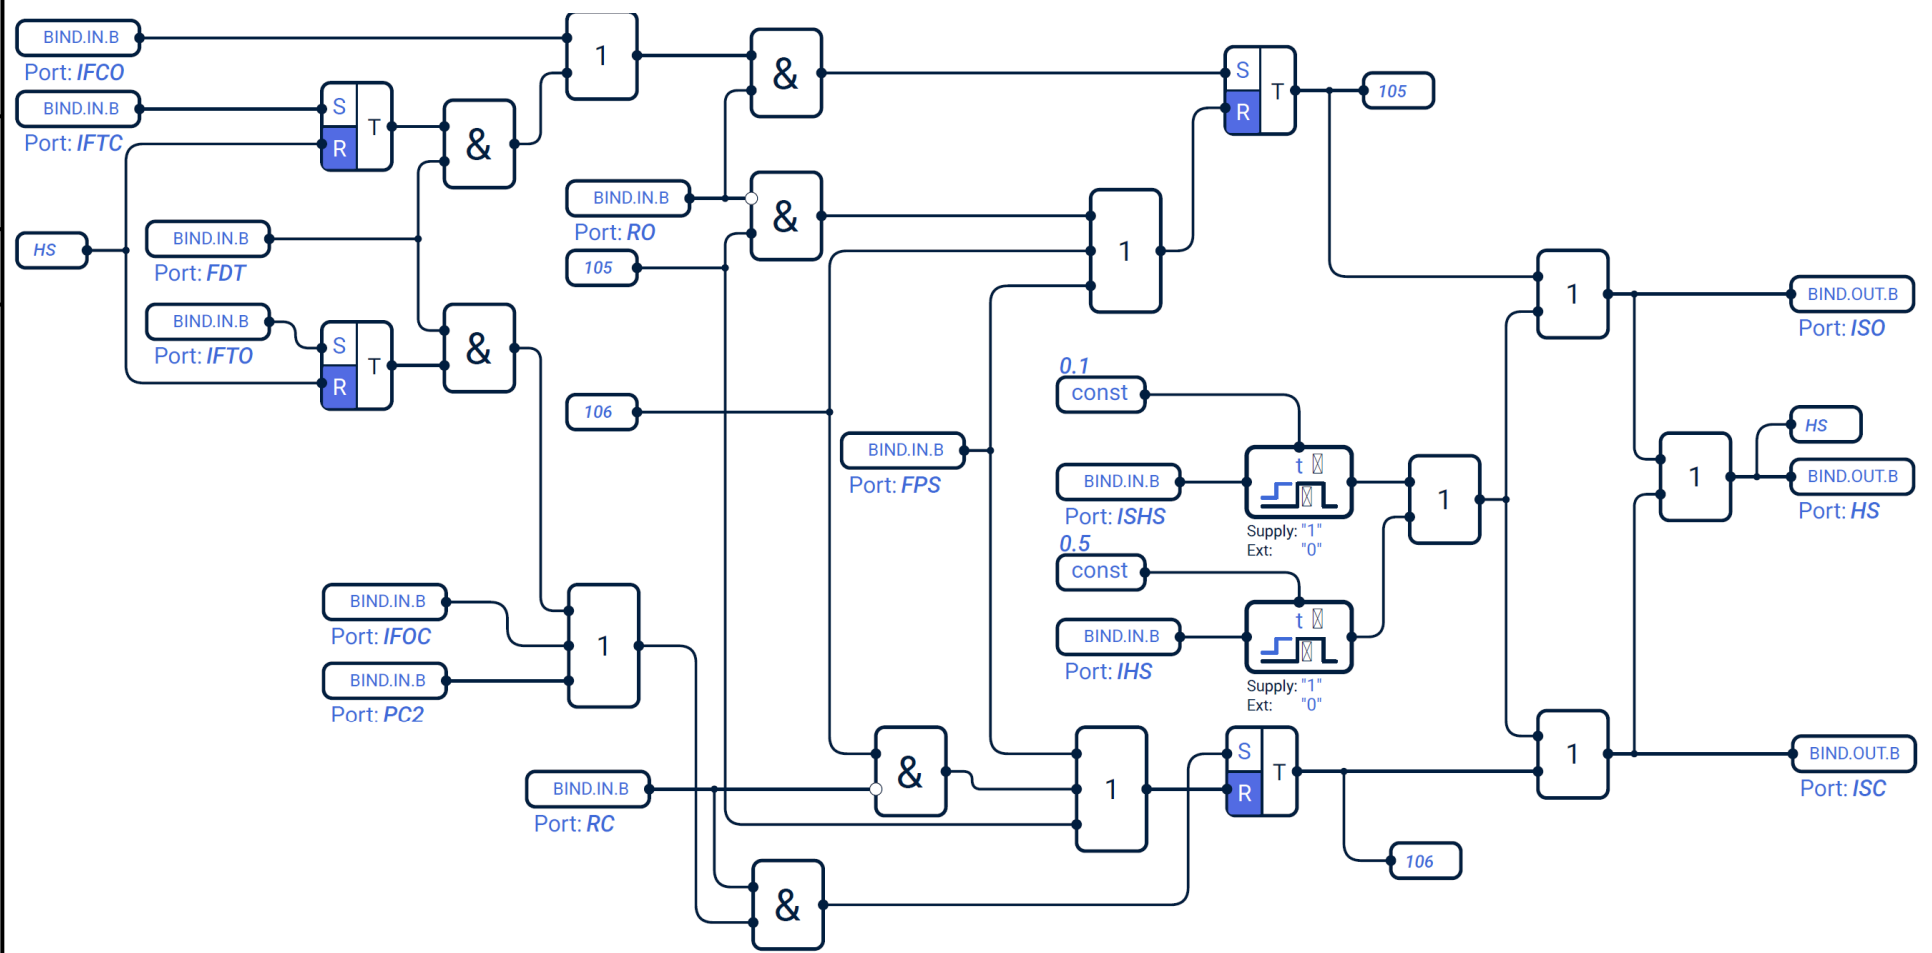 BIND.IN.B
Port: IFCO
BIND.IN.B
Port: IFTC
HS
BIND.IN.B
Port: FDT
BIND.IN.B
Port: IFTO
S
R
T
S
R
T
&
&
1
BIND.IN.B
Port: RO
105
106
&
&
BIND.IN.B
Port: FPS
BIND.IN.B
Port: IFOC
BIND.IN.B
Port: PC2
1
BIND.IN.B
Port: RC
&
&
1
S
R
T
105
1
0.1
const
BIND.IN.B
Port: ISHS
t
Supply: "1"
Ext: "0"
0.5
const
BIND.IN.B
Port: IHS
t
Supply: "1"
Ext: "0"
1
S
R
T
106
1
BIND.OUT.B
Port: ISO
1
HS
BIND.OUT.B
Port: HS
1
BIND.OUT.B
Port: ISC